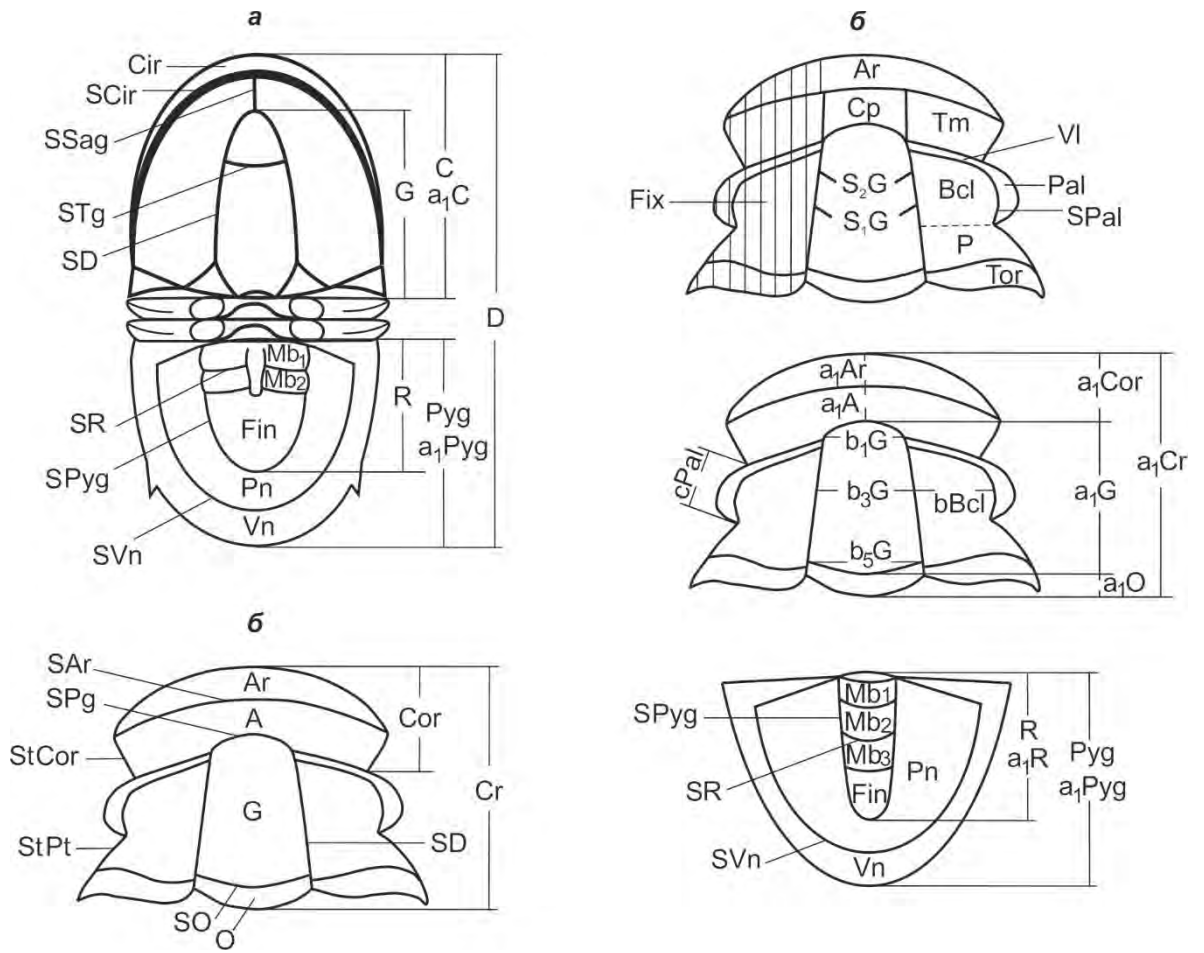 а
Cir
SCir
SSag
STg
SD
G
C
a₁C
D
Mb₁
Mb₂
SR
R
Pyg
a₁Pyg
Fin
SPyg
Pn
Vn
SVn
б
SAr
SPg
Ar
A
Cor
StCor
Cr
G
StPt
SD
SO
O
б
Ar
Cp
Tm
Vl
Fix
S₂G
Bcl
Pal
S₁G
SPal
P
Tor
a₁Ar
a₁Cor
a₁A
b₁G
a₁Cr
cPal
b₃G
bBcl
a₁G
b₅G
a₁O
Mb₁
SPyg
Mb₂
R
a₁R
Mb₃
Pyg
a₁Pyg
SR
Fin
Pn
SVn
Vn